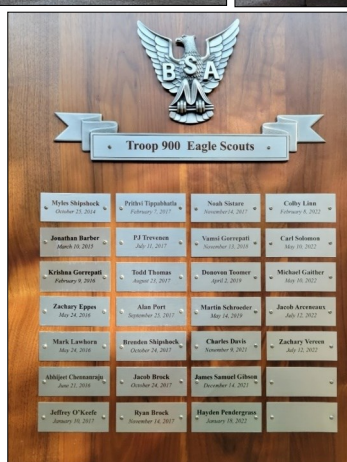 BSA
Troop 900 Eagle Scouts
Myles Shipshock
October 23, 2014
Prithvi Tippabhatla
February 7, 2017
Noah Sistare
November 14, 2017
Colby Linn
February 8, 2022
Jonathan Barber
March 10, 2015
PJ Trevenen
July 11, 2017
Vamsi Gorrepati
November 13, 2018
Carl Solomon
May 10, 2022
Krishna Gorrepati
February 9, 2016
Todd Thomas
August 21, 2017
Donovon Toomer
April 2, 2019
Michael Gaither
May 16, 2022
Zachary Eppes
May 24, 2016
Alan Port
September 25, 2017
Martin Schroeder
May 14, 2019
Jacob Arceneaux
July 12, 2022
Mark Lawhorn
May 24, 2016
Brenden Shipshock
October 24, 2017
Charles Davis
November 9, 2021
Zachary Vereen
July 12, 2022
Abhijeet Chennanraju
June 21, 2016
Jacob Brock
October 24, 2017
James Samuel Gibson
December 14, 2021
Jeffrey O'Keefe
January 10, 2017
Ryan Brock
November 14, 2017
Hayden Pendergrass
January 19, 2022